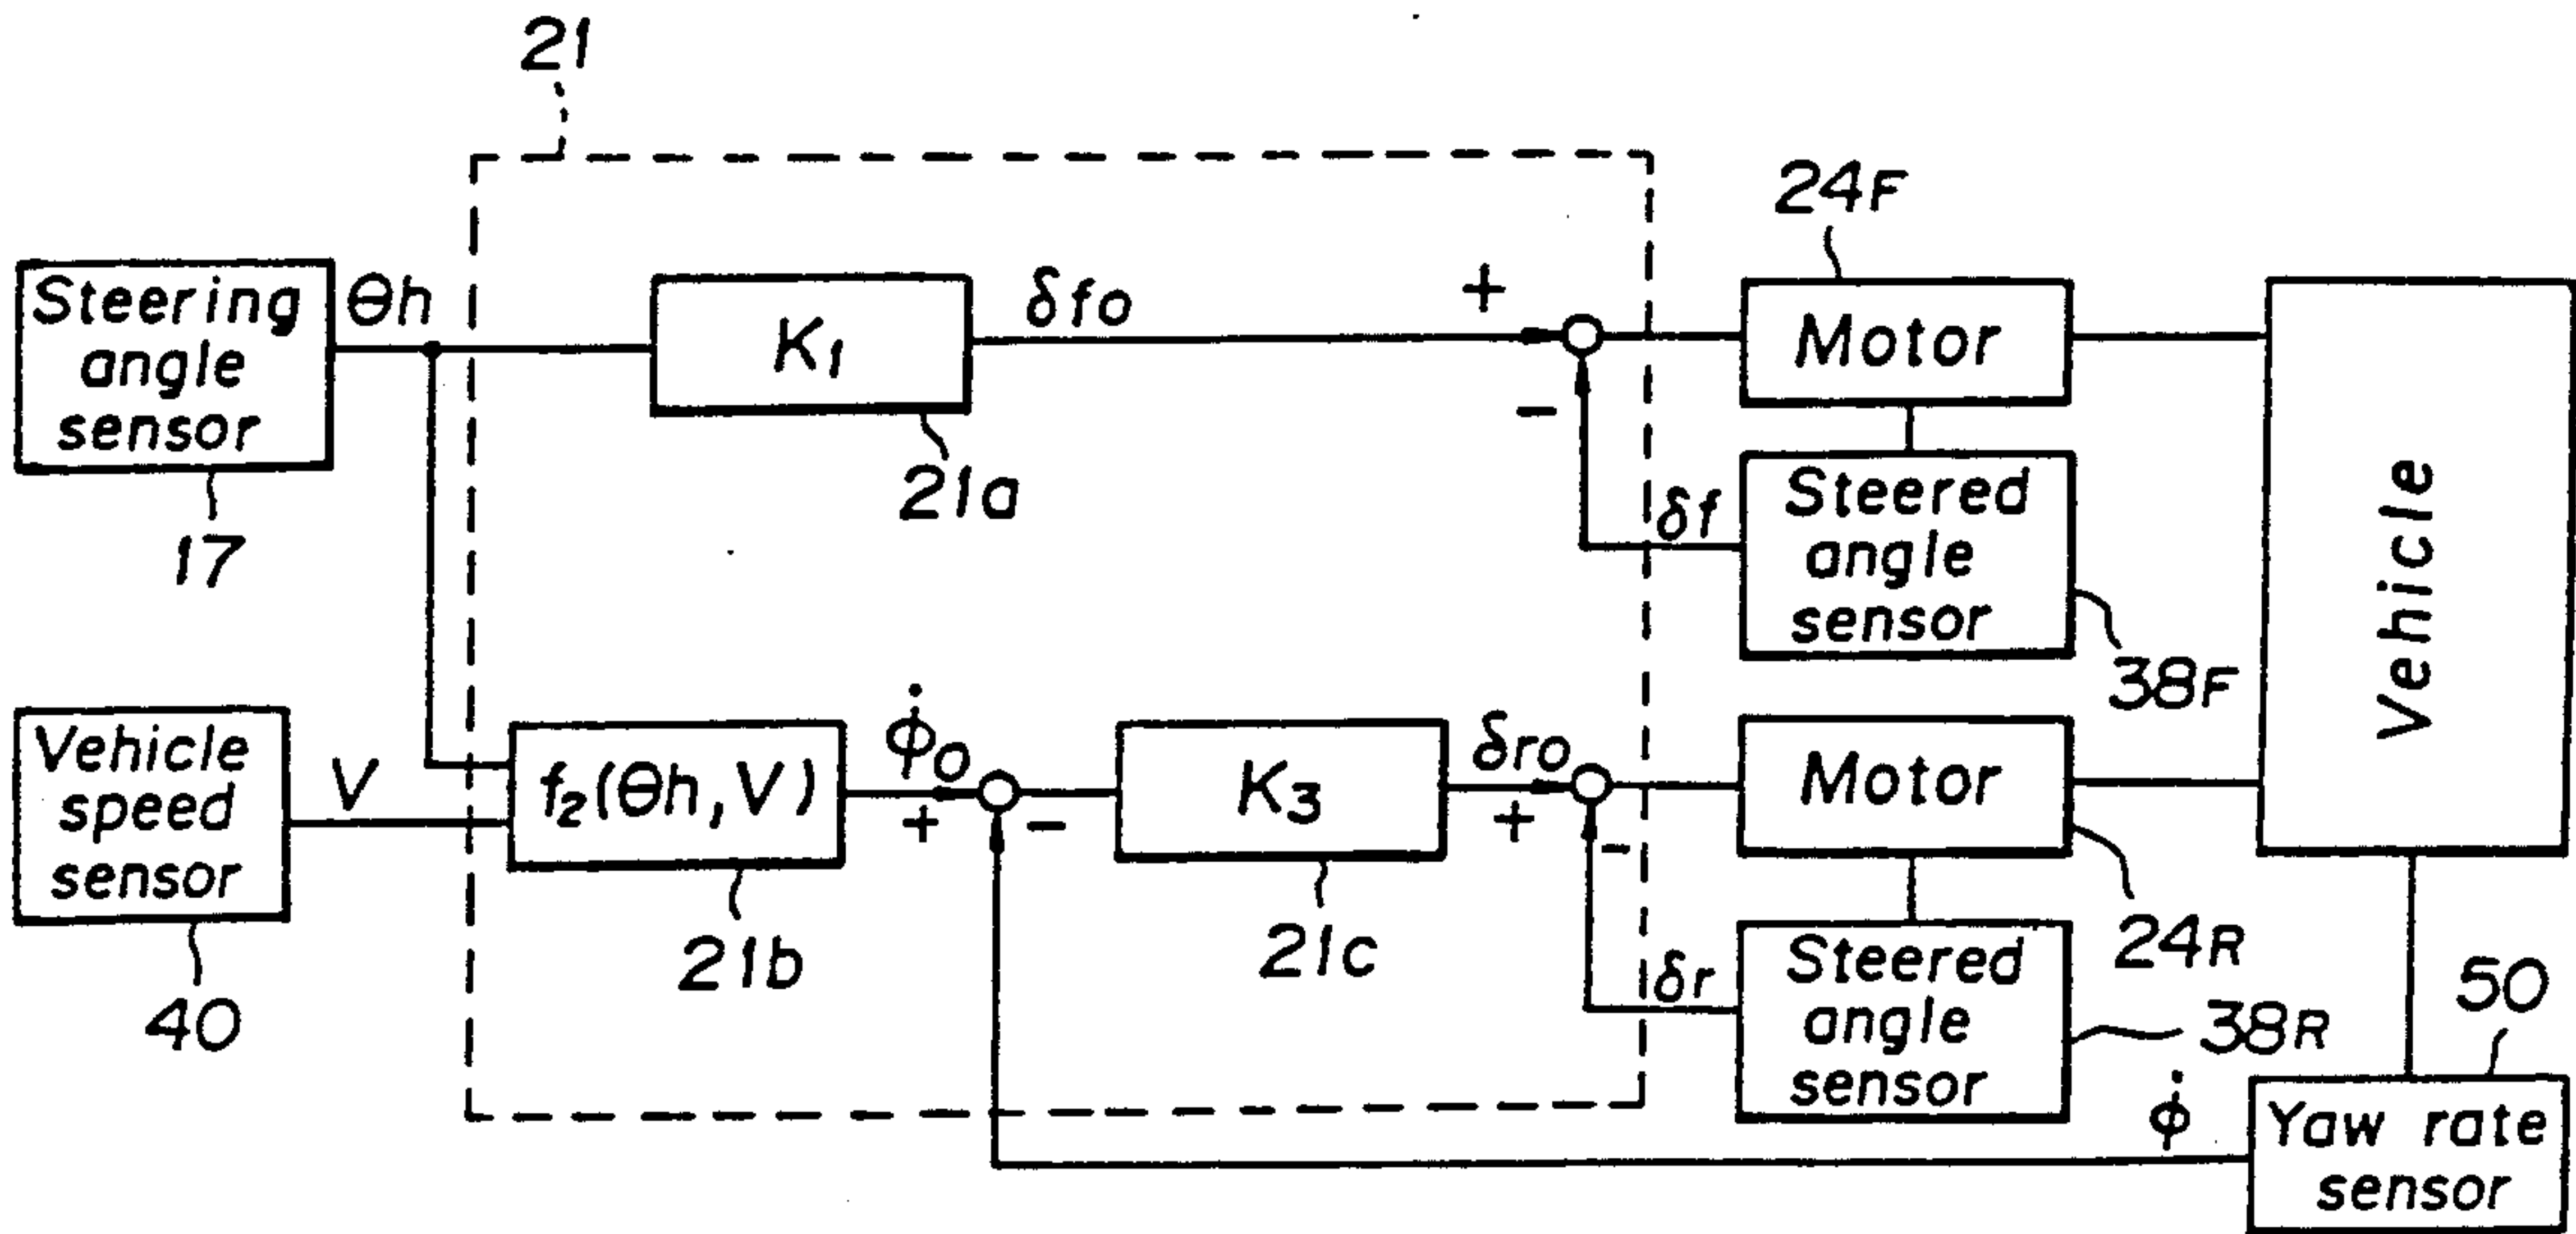 21
24F
Steering
angle
sensor
θh
K1
δfo
+
-
Motor
21a
17
δf
Steered
angle
sensor
38F
Vehicle
Vehicle
speed
sensor
V
f2(θh, V)
φ̇o
+
-
K3
δro
+
-
Motor
40
21b
21c
δr
Steered
angle
sensor
24R
38R
50
φ̇
Yaw rate
sensor